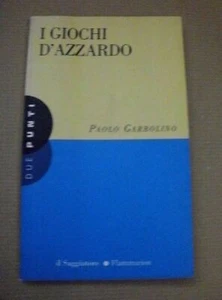 I GIOCHI
D'AZZARDO
PAOLO GARBOLINO
DUE PUNTI
il Saggiatore Flammarion